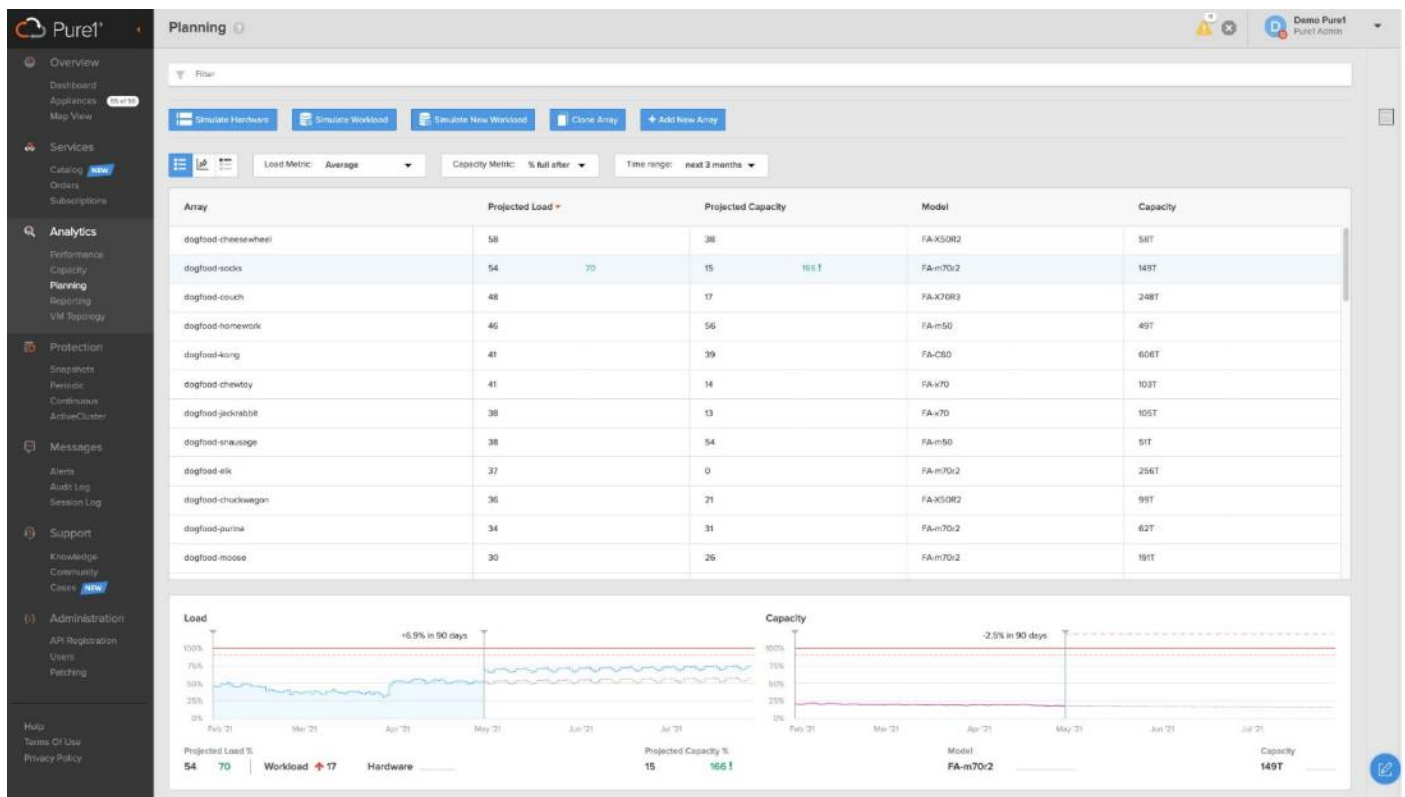 Pure1®
Planning
11
D
Demo Pure1
Pure1 Admin
Overview
Dashboard
Appliances 55 of 56
Map View
Services
Catalog NEW
Orders
Subscriptions
Analytics
Performance
Capacity
Planning
Reporting
VM Topology
Protection
Snapshots
Periodic
Continuous
ActiveCluster
Messages
Alerts
Audit Log
Session Log
Support
Knowledge
Community
Cases NEW
Administration
API Registration
Users
Patching
Help
Terms Of Use
Privacy Policy
Filter
Simulate Hardware Simulate Workload Simulate New Workload Clone Array + Add New Array
Load Metric: Average Capacity Metric: % full after Time range: next 3 months
Array Projected Load Projected Capacity Model Capacity
dogfood-cheesewheel 58 38 FA-X50R2 58T
dogfood-socks 54 70 15 166 ! FA-m70r2 149T
dogfood-couch 48 17 FA-X70R3 248T
dogfood-homework 46 56 FA-m50 49T
dogfood-kong 41 39 FA-C60 606T
dogfood-chewtoy 41 14 FA-x70 103T
dogfood-jackrabbit 38 13 FA-x70 105T
dogfood-snausage 38 54 FA-m50 51T
dogfood-elk 37 0 FA-m70r2 256T
dogfood-chuckwagon 36 21 FA-X50R2 99T
dogfood-purina 34 31 FA-m70r2 62T
dogfood-moose 30 26 FA-m70r2 191T
Load
+6.9% in 90 days
100%
75%
50%
25%
0%
Feb '21 Mar '21 Apr '21 May '21 Jun '21 Jul '21
Capacity
-2.5% in 90 days
100%
75%
50%
25%
0%
Feb '21 Mar '21 Apr '21 May '21 Jun '21 Jul '21
Projected Load % Projected Capacity % Model Capacity
54 70 Workload 17 Hardware 15 166 ! FA-m70r2 149T